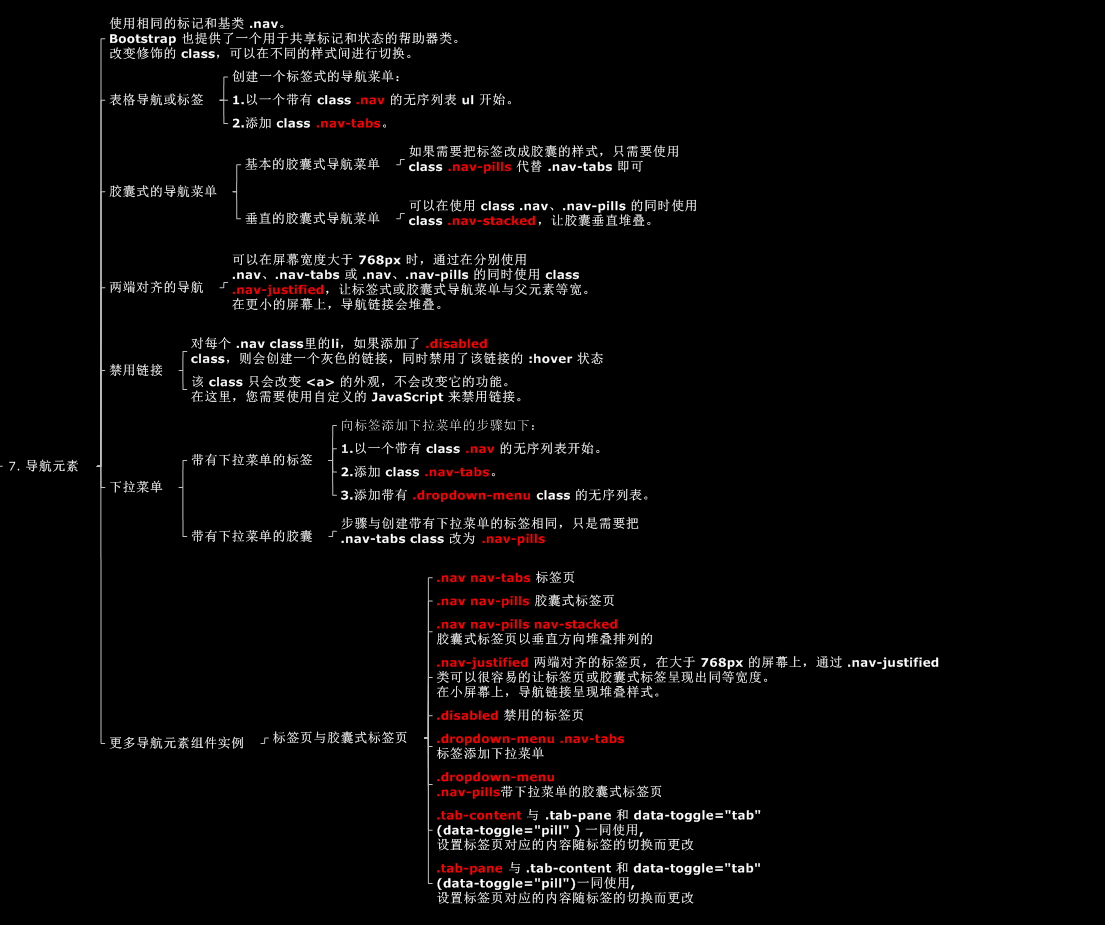 使用相同的标记和基类 .nav。
Bootstrap 也提供了一个用于共享标记和状态的帮助器类。
改变修饰的 class，可以在不同的样式间进行切换。
表格导航或标签
创建一个标签式的导航菜单：
1.以一个带有 class .nav 的无序列表 ul 开始。
2.添加 class .nav-tabs。
胶囊式的导航菜单
基本的胶囊式导航菜单
如果需要把标签改成胶囊的样式，只需要使用
class .nav-pills 代替 .nav-tabs 即可
垂直的胶囊式导航菜单
可以在使用 class .nav、.nav-pills 的同时使用
class .nav-stacked，让胶囊垂直堆叠。
两端对齐的导航
可以在屏幕宽度大于 768px 时，通过在分别使用
.nav、.nav-tabs 或 .nav、.nav-pills 的同时使用 class
.nav-justified，让标签式或胶囊式导航菜单与父元素等宽。
在更小的屏幕上，导航链接会堆叠。
禁用链接
对每个 .nav class里的li，如果添加了 .disabled
class，则会创建一个灰色的链接，同时禁用了该链接的 :hover 状态
该 class 只会改变 <a> 的外观，不会改变它的功能。
在这里，您需要使用自定义的 JavaScript 来禁用链接。
7. 导航元素
下拉菜单
带有下拉菜单的标签
向标签添加下拉菜单的步骤如下：
1.以一个带有 class .nav 的无序列表开始。
2.添加 class .nav-tabs。
3.添加带有 .dropdown-menu class 的无序列表。
带有下拉菜单的胶囊
步骤与创建带有下拉菜单的标签相同，只是需要把
.nav-tabs class 改为 .nav-pills
更多导航元素组件实例
标签页与胶囊式标签页
.nav nav-tabs 标签页
.nav nav-pills 胶囊式标签页
.nav nav-pills nav-stacked
胶囊式标签页以垂直方向堆叠排列的
.nav-justified 两端对齐的标签页，在大于 768px 的屏幕上，通过 .nav-justified
类可以很容易的让标签页或胶囊式标签呈现出同等宽度。
在小屏幕上，导航链接呈现堆叠样式。
.disabled 禁用的标签页
.dropdown-menu .nav-tabs
标签添加下拉菜单
.dropdown-menu
.nav-pills带下拉菜单的胶囊式标签页
.tab-content 与 .tab-pane 和 data-toggle="tab"
(data-toggle="pill" ) 一同使用,
设置标签页对应的内容随标签的切换而更改
.tab-pane 与 .tab-content 和 data-toggle="tab"
(data-toggle="pill")一同使用,
设置标签页对应的内容随标签的切换而更改